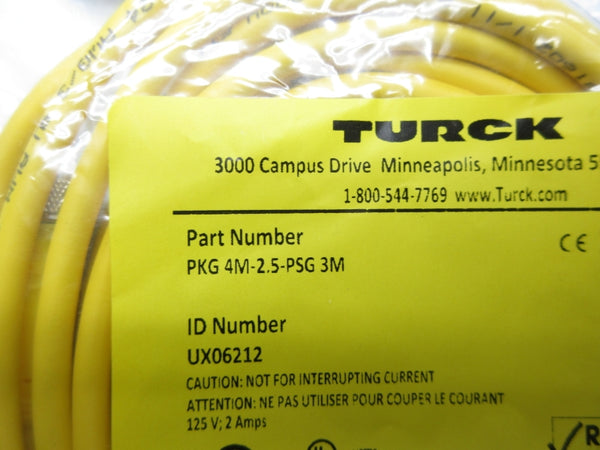 TURCK
3000 Campus Drive Minneapolis, Minnesota 5
1-800-544-7769 www.Turck.com
Part Number
PKG 4M-2.5-PSG 3M
CE
ID Number
UX06212
CAUTION: NOT FOR INTERRUPTING CURRENT
ATTENTION: NE PAS UTILISER POUR COUPER LE COURANT
125 V; 2 Amps
R